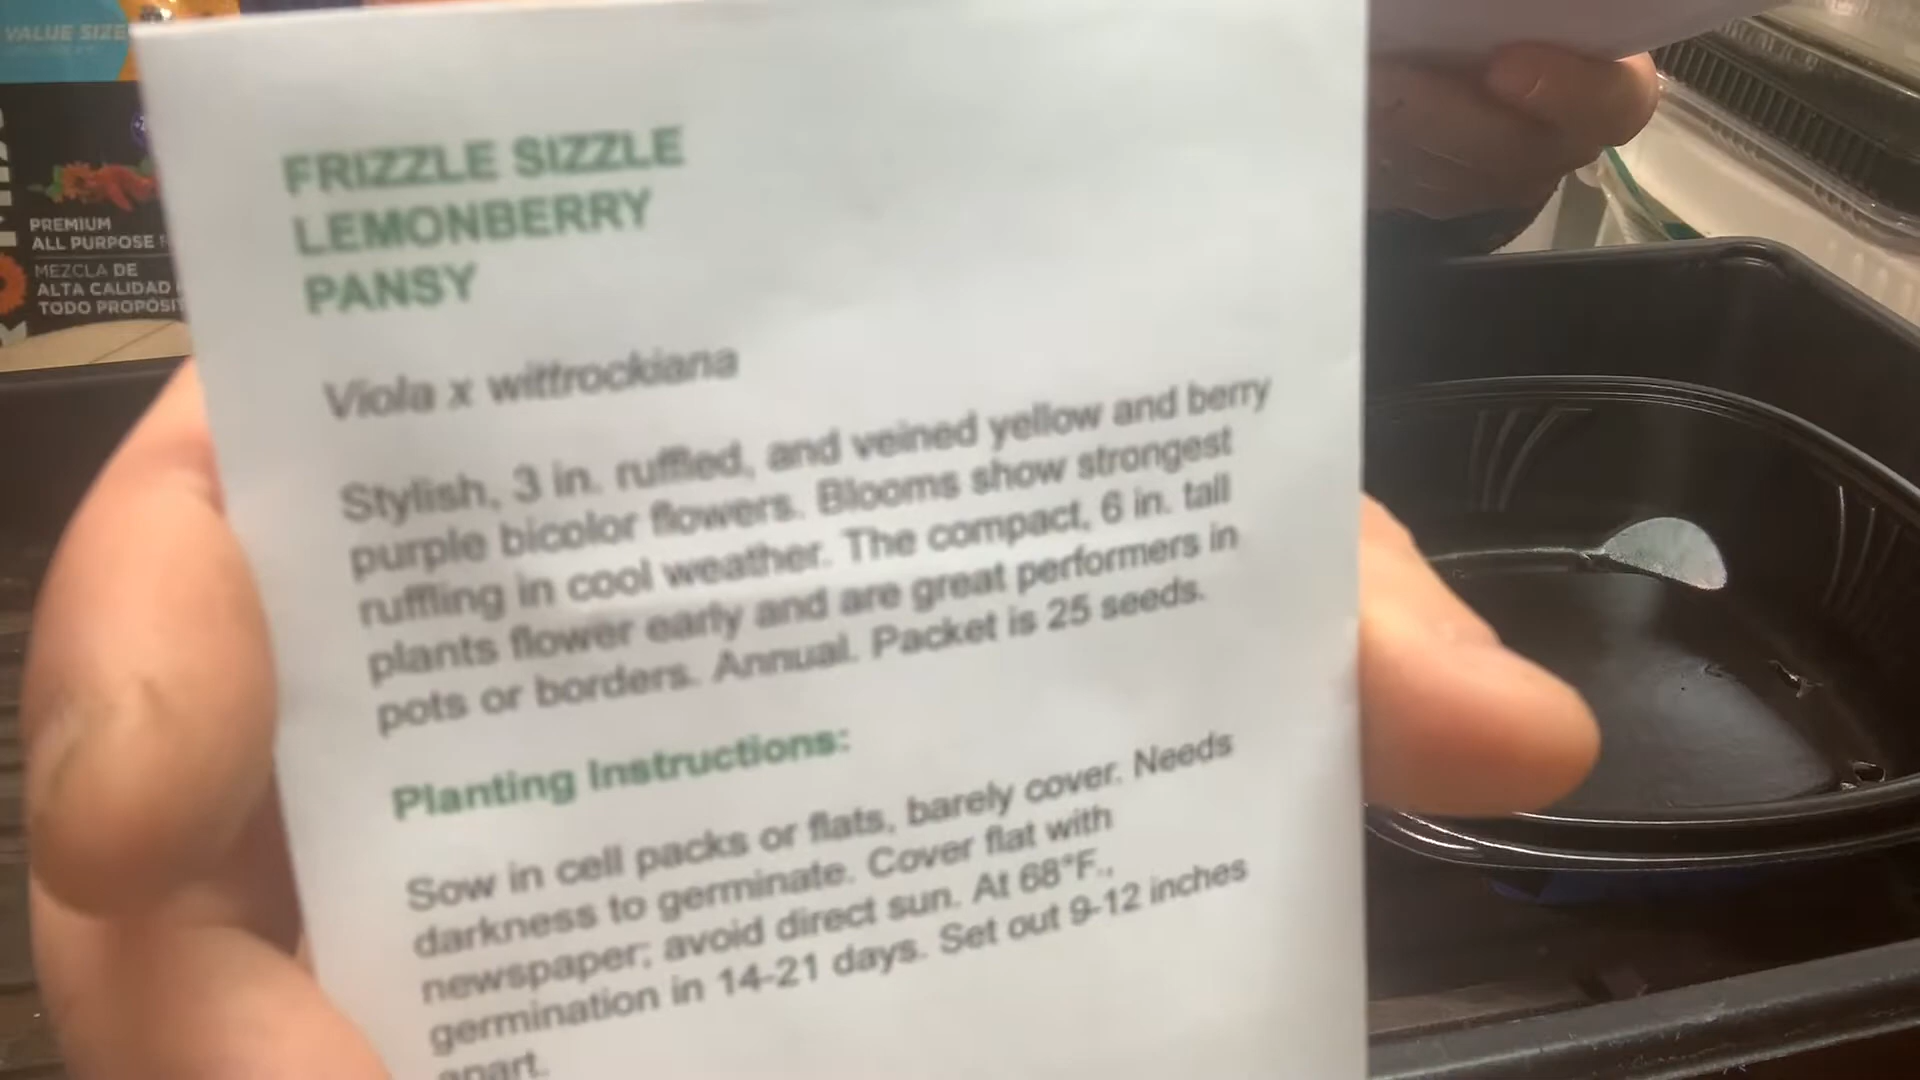 VALUE SIZE
PREMIUM
ALL PURPOSE
MEZCLA DE
ALTA CALIDAD
TODO PROPÓSIT
FRIZZLE SIZZLE
LEMONBERRY
PANSY
Viola x wittrockiana
Stylish, 3 in. ruffled, and veined yellow and berry
purple bicolor flowers. Blooms show strongest
ruffling in cool weather. The compact, 6 in. tall
plants flower early and are great performers in
pots or borders. Annual. Packet is 25 seeds.
Planting Instructions:
Sow in cell packs or flats, barely cover. Needs
darkness to germinate. Cover flat with
newspaper; avoid direct sun. At 68°F.,
germination in 14-21 days. Set out 9-12 inches
apart.